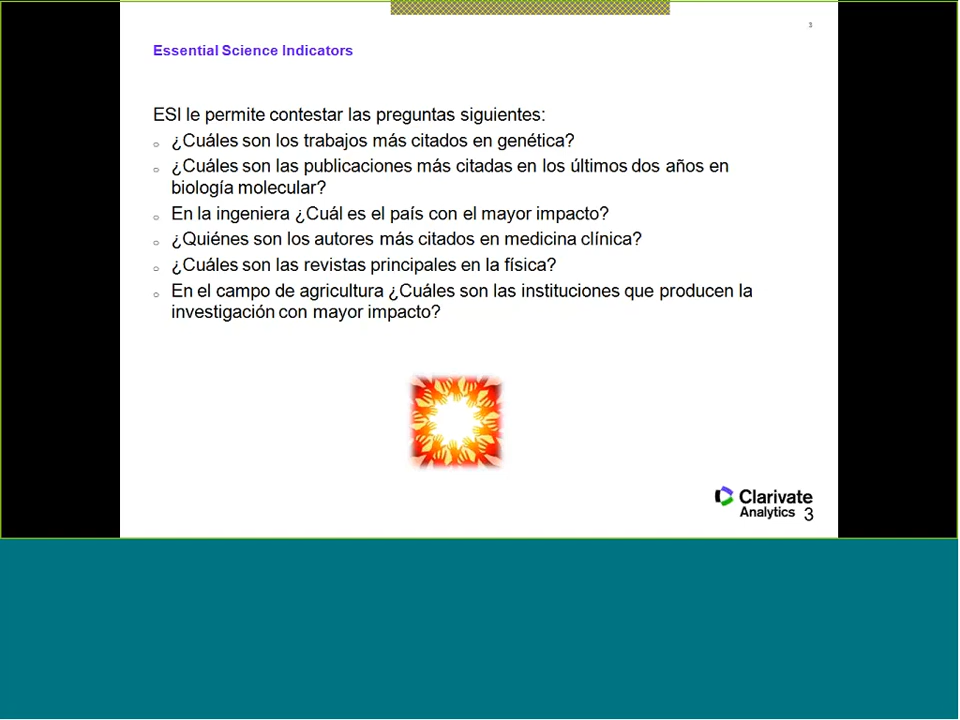 3
Essential Science Indicators
ESI le permite contestar las preguntas siguientes:
¿Cuáles son los trabajos más citados en genética?
¿Cuáles son las publicaciones más citadas en los últimos dos años en
biología molecular?
En la ingeniera ¿Cuál es el país con el mayor impacto?
¿Quiénes son los autores más citados en medicina clínica?
¿Cuáles son las revistas principales en la física?
En el campo de agricultura ¿Cuáles son las instituciones que producen la
investigación con mayor impacto?
Clarivate
Analytics 3